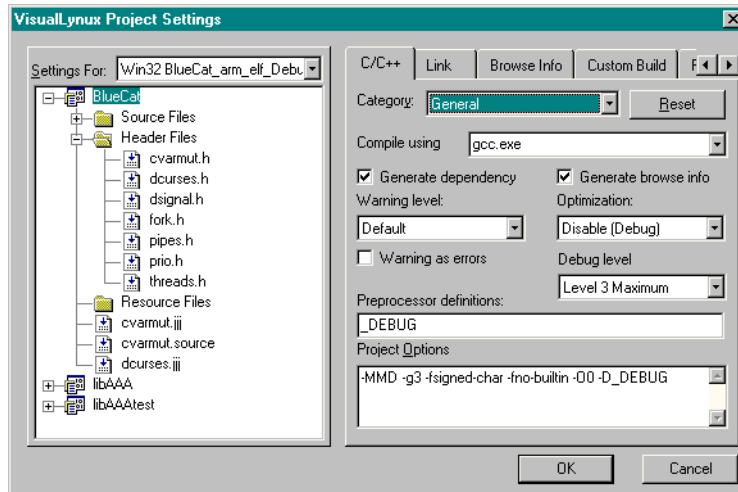 VisualLynux Project Settings
Settings For: Win32 BlueCat_arm_elf_Debu
BlueCat
Source Files
Header Files
cvarmut.h
dcurses.h
dsignal.h
fork.h
pipes.h
prio.h
threads.h
Resource Files
cvarmut.jjj
cvarmut.source
dcurses.jjj
libAAA
libAAAtest
C/C++ Link Browse Info Custom Build
Category: General Reset
Compile using gcc.exe
Generate dependency Generate browse info
Warning level: Optimization:
Default Disable (Debug)
Warning as errors Debug level
Level 3 Maximum
Preprocessor definitions:
_DEBUG
Project Options
-MMD -g3 -fsigned-char -fno-builtin -O0 -D_DEBUG
OK Cancel